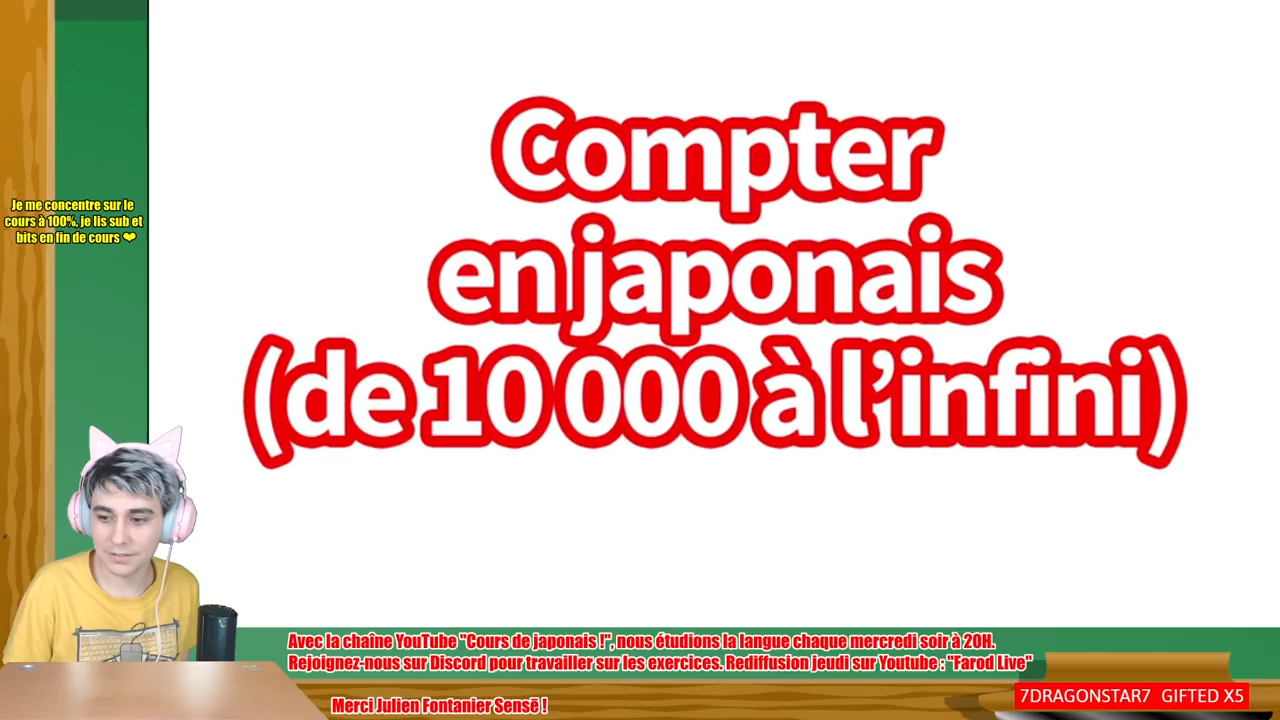 Compter
en japonais
(de 10 000 à l'infini)
Je me concentre sur le
cours à 100%, je lis sub et
bits en fin de cours ❤
Avec la chaîne YouTube "Cours de japonais !", nous étudions la langue chaque mercredi soir à 20H.
Rejoignez-nous sur Discord pour travailler sur les exercices. Rediffusion jeudi sur Youtube : "Farod Live"
Merci Julien Fontanier Sensē !
7DRAGONSTAR7 GIFTED X5